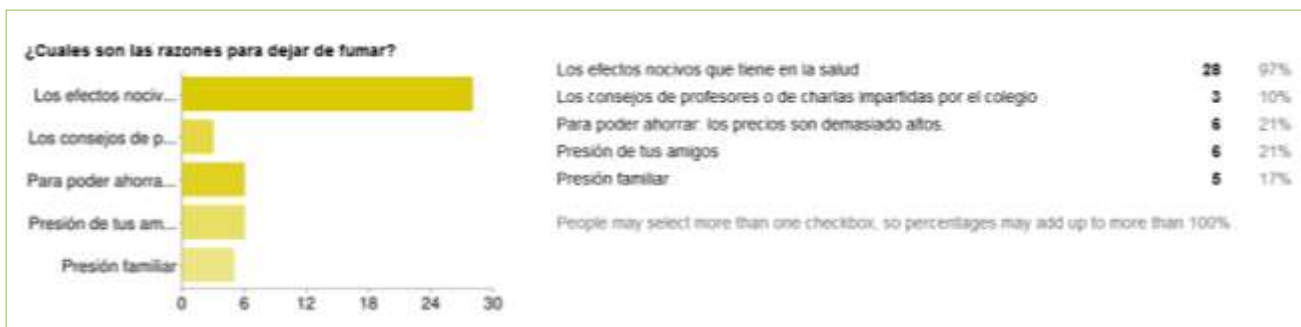 ¿Cuales son las razones para dejar de fumar?
Los efectos nociv...
Los consejos de p...
Para poder ahorra...
Presión de tus am...
Presión familiar
0 6 12 18 24 30
Los efectos nocivos que tiene en la salud 28 97%
Los consejos de profesores o de charlas impartidas por el colegio 3 10%
Para poder ahorrar: los precios son demasiado altos. 6 21%
Presión de tus amigos 6 21%
Presión familiar 5 17%
People may select more than one checkbox, so percentages may add up to more than 100%.